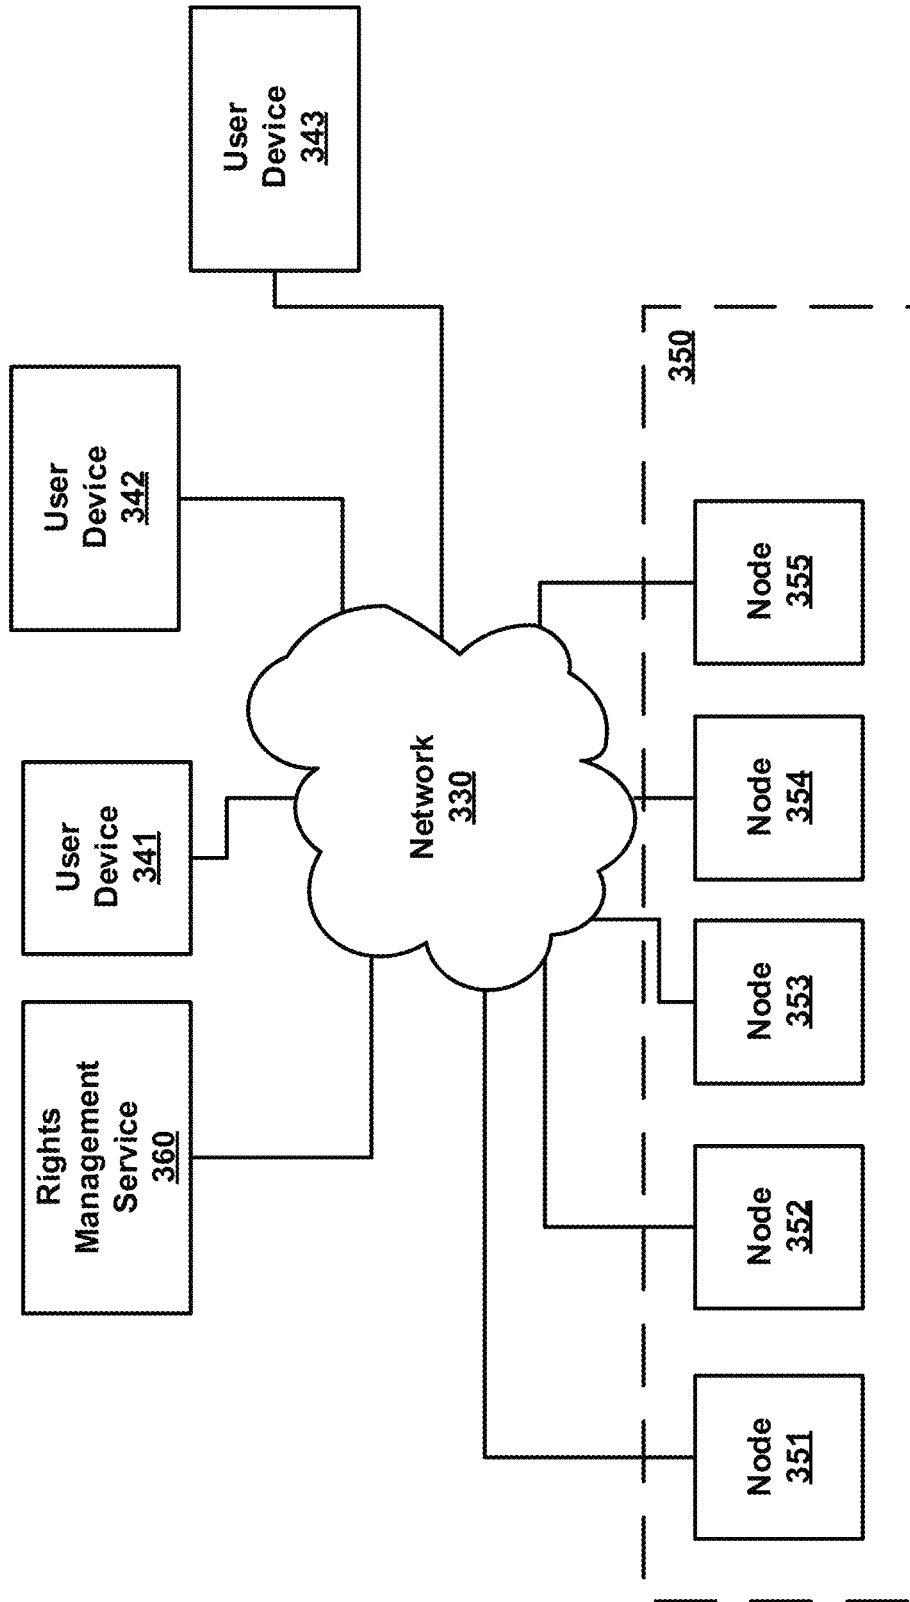 Rights
Management
Service
360
User
Device
341
User
Device
342
User
Device
343
Network
330
350
Node
351
Node
352
Node
353
Node
354
Node
355